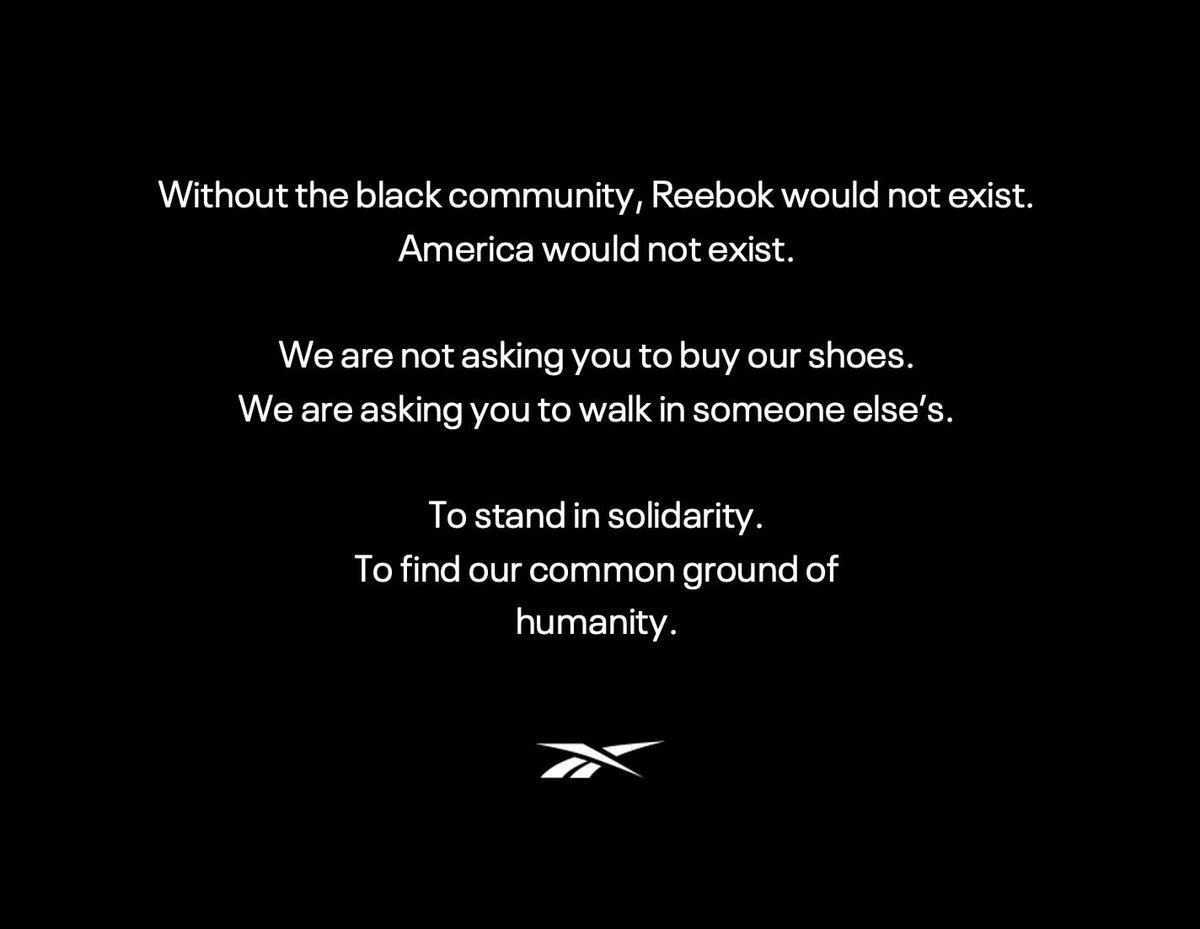 Without the black community, Reebok would not exist.
America would not exist.
We are not asking you to buy our shoes.
We are asking you to walk in someone else’s.
To stand in solidarity.
To find our common ground of
humanity.